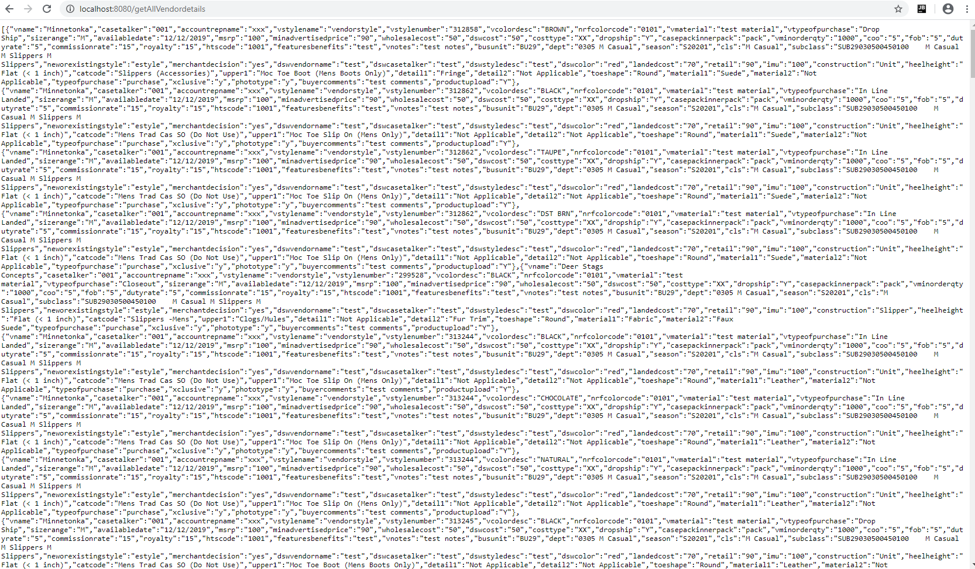 localhost:8080/getAllVendordetails
[{"vname":"Minnetonka","casetalker":"001","accountrepname":"xxx","vstylename":"vendorstyle","vstylenumber":"312858","vcolordesc":"BROWN","nrfcolorcode":"0101","vmaterial":"test material","vtypeofpurchase":"Drop
Ship","sizerange":"M","availabledate":"12/12/2019","msrp":"100","minadvertisedprice":"90","wholesalecost":"50","dswcost":"50","costtype":"XX","dropship":"Y","casepackinnerpack":"pack","vminorderqty":"1000","coo":"5","fob":"5","dut
yrate":"5","commissionrate":"15","royalty":"15","htscode":"1001","featuresbenefits":"test","vnotes":"test notes","busunit":"BU29","dept":"0305 M Casual","season":"S20201","cls":"M Casual","subclass":"SUB29030500450100    M Casual
M Slippers M
Slippers","neworexistingstyle":"estyle","merchantdecision":"yes","dswvendorname":"test","dswcasetalker":"test","dswstyledesc":"test","dswcolor":"red","landedcost":"70","retail":"90","imu":"100","construction":"Unit","heelheight":"
Flat (< 1 inch)","catcode":"Slippers (Accessories)","upper1":"Moc Toe Boot (Mens Boots Only)","detail1":"Fringe","detail2":"Not Applicable","toeshape":"Round","material1":"Suede","material2":"Not
Applicable","typeofpurchase":"purchase","xclusive":"y","phototype":"y","buyercomments":"test comments","productupload":"Y"},
{"vname":"Minnetonka","casetalker":"001","accountrepname":"xxx","vstylename":"vendorstyle","vstylenumber":"312862","vcolordesc":"BLACK","nrfcolorcode":"0101","vmaterial":"test material","vtypeofpurchase":"In Line
Landed","sizerange":"M","availabledate":"12/12/2019","msrp":"100","minadvertisedprice":"90","wholesalecost":"50","dswcost":"50","costtype":"XX","dropship":"Y","casepackinnerpack":"pack","vminorderqty":"1000","coo":"5","fob":"5","d
utyrate":"5","commissionrate":"15","royalty":"15","htscode":"1001","featuresbenefits":"test","vnotes":"test notes","busunit":"BU29","dept":"0305 M Casual","season":"S20201","cls":"M Casual","subclass":"SUB29030500450100    M
Casual M Slippers M
Slippers","neworexistingstyle":"estyle","merchantdecision":"yes","dswvendorname":"test","dswcasetalker":"test","dswstyledesc":"test","dswcolor":"red","landedcost":"70","retail":"90","imu":"100","construction":"Unit","heelheight":"
Flat (< 1 inch)","catcode":"Mens Trad Cas SO (Do Not Use)","upper1":"Moc Toe Slip On (Mens Only)","detail1":"Not Applicable","detail2":"Not Applicable","toeshape":"Round","material1":"Suede","material2":"Not
Applicable","typeofpurchase":"purchase","xclusive":"y","phototype":"y","buyercomments":"test comments","productupload":"Y"},
{"vname":"Minnetonka","casetalker":"001","accountrepname":"xxx","vstylename":"vendorstyle","vstylenumber":"312862","vcolordesc":"TAUPE","nrfcolorcode":"0101","vmaterial":"test material","vtypeofpurchase":"In Line
Landed","sizerange":"M","availabledate":"12/12/2019","msrp":"100","minadvertisedprice":"90","wholesalecost":"50","dswcost":"50","costtype":"XX","dropship":"Y","casepackinnerpack":"pack","vminorderqty":"1000","coo":"5","fob":"5","d
utyrate":"5","commissionrate":"15","royalty":"15","htscode":"1001","featuresbenefits":"test","vnotes":"test notes","busunit":"BU29","dept":"0305 M Casual","season":"S20201","cls":"M Casual","subclass":"SUB29030500450100    M
Casual M Slippers M
Slippers","neworexistingstyle":"estyle","merchantdecision":"yes","dswvendorname":"test","dswcasetalker":"test","dswstyledesc":"test","dswcolor":"red","landedcost":"70","retail":"90","imu":"100","construction":"Unit","heelheight":"
Flat (< 1 inch)","catcode":"Mens Trad Cas SO (Do Not Use)","upper1":"Moc Toe Slip On (Mens Only)","detail1":"Not Applicable","detail2":"Not Applicable","toeshape":"Round","material1":"Suede","material2":"Not
Applicable","typeofpurchase":"purchase","xclusive":"y","phototype":"y","buyercomments":"test comments","productupload":"Y"},
{"vname":"Minnetonka","casetalker":"001","accountrepname":"xxx","vstylename":"vendorstyle","vstylenumber":"312862","vcolordesc":"DST BRN","nrfcolorcode":"0101","vmaterial":"test material","vtypeofpurchase":"In Line
Landed","sizerange":"M","availabledate":"12/12/2019","msrp":"100","minadvertisedprice":"90","wholesalecost":"50","dswcost":"50","costtype":"XX","dropship":"Y","casepackinnerpack":"pack","vminorderqty":"1000","coo":"5","fob":"5","d
utyrate":"5","commissionrate":"15","royalty":"15","htscode":"1001","featuresbenefits":"test","vnotes":"test notes","busunit":"BU29","dept":"0305 M Casual","season":"S20201","cls":"M Casual","subclass":"SUB29030500450100    M
Casual M Slippers M
Slippers","neworexistingstyle":"estyle","merchantdecision":"yes","dswvendorname":"test","dswcasetalker":"test","dswstyledesc":"test","dswcolor":"red","landedcost":"70","retail":"90","imu":"100","construction":"Unit","heelheight":"
Flat (< 1 inch)","catcode":"Mens Trad Cas SO (Do Not Use)","upper1":"Moc Toe Slip On (Mens Only)","detail1":"Not Applicable","detail2":"Not Applicable","toeshape":"Round","material1":"Suede","material2":"Not
Applicable","typeofpurchase":"purchase","xclusive":"y","phototype":"y","buyercomments":"test comments","productupload":"Y"},{"vname":"Deer Stags
Concepts","casetalker":"001","accountrepname":"xxx","vstylename":"vendorstyle","vstylenumber":"299528","vcolordesc":"BLACK","nrfcolorcode":"0101","vmaterial":"test
material","vtypeofpurchase":"Closeout","sizerange":"M","availabledate":"12/12/2019","msrp":"100","minadvertisedprice":"90","wholesalecost":"50","dswcost":"50","costtype":"XX","dropship":"Y","casepackinnerpack":"pack","vminorderqty
":"1000","coo":"5","fob":"5","dutyrate":"5","commissionrate":"15","royalty":"15","htscode":"1001","featuresbenefits":"test","vnotes":"test notes","busunit":"BU29","dept":"0305 M Casual","season":"S20201","cls":"M
Casual","subclass":"SUB29030500450100    M Casual M Slippers M
Slippers","neworexistingstyle":"estyle","merchantdecision":"yes","dswvendorname":"test","dswcasetalker":"test","dswstyledesc":"test","dswcolor":"red","landedcost":"70","retail":"90","imu":"100","construction":"Slipper","heelheight
":"Flat (< 1 inch)","catcode":"Slippers -Mens","upper1":"Clogs/Mules","detail1":"Not Applicable","detail2":"Fur Trim","toeshape":"Round","material1":"Fabric","material2":"Faux
Suede","typeofpurchase":"purchase","xclusive":"y","phototype":"y","buyercomments":"test comments","productupload":"Y"},
{"vname":"Minnetonka","casetalker":"001","accountrepname":"xxx","vstylename":"vendorstyle","vstylenumber":"313244","vcolordesc":"BLACK","nrfcolorcode":"0101","vmaterial":"test material","vtypeofpurchase":"In Line
Landed","sizerange":"M","availabledate":"12/12/2019","msrp":"100","minadvertisedprice":"90","wholesalecost":"50","dswcost":"50","costtype":"XX","dropship":"Y","casepackinnerpack":"pack","vminorderqty":"1000","coo":"5","fob":"5","d
utyrate":"5","commissionrate":"15","royalty":"15","htscode":"1001","featuresbenefits":"test","vnotes":"test notes","busunit":"BU29","dept":"0305 M Casual","season":"S20201","cls":"M Casual","subclass":"SUB29030500450100    M
Casual M Slippers M
Slippers","neworexistingstyle":"estyle","merchantdecision":"yes","dswvendorname":"test","dswcasetalker":"test","dswstyledesc":"test","dswcolor":"red","landedcost":"70","retail":"90","imu":"100","construction":"Unit","heelheight":"
Flat (< 1 inch)","catcode":"Mens Trad Cas SO (Do Not Use)","upper1":"Moc Toe Slip On (Mens Only)","detail1":"Not Applicable","detail2":"Not Applicable","toeshape":"Round","material1":"Leather","material2":"Not
Applicable","typeofpurchase":"purchase","xclusive":"y","phototype":"y","buyercomments":"test comments","productupload":"Y"},
{"vname":"Minnetonka","casetalker":"001","accountrepname":"xxx","vstylename":"vendorstyle","vstylenumber":"313244","vcolordesc":"CHOCOLATE","nrfcolorcode":"0101","vmaterial":"test material","vtypeofpurchase":"In Line
Landed","sizerange":"M","availabledate":"12/12/2019","msrp":"100","minadvertisedprice":"90","wholesalecost":"50","dswcost":"50","costtype":"XX","dropship":"Y","casepackinnerpack":"pack","vminorderqty":"1000","coo":"5","fob":"5","d
utyrate":"5","commissionrate":"15","royalty":"15","htscode":"1001","featuresbenefits":"test","vnotes":"test notes","busunit":"BU29","dept":"0305 M Casual","season":"S20201","cls":"M Casual","subclass":"SUB29030500450100    M
Casual M Slippers M
Slippers","neworexistingstyle":"estyle","merchantdecision":"yes","dswvendorname":"test","dswcasetalker":"test","dswstyledesc":"test","dswcolor":"red","landedcost":"70","retail":"90","imu":"100","construction":"Unit","heelheight":"
Flat (< 1 inch)","catcode":"Mens Trad Cas SO (Do Not Use)","upper1":"Moc Toe Slip On (Mens Only)","detail1":"Not Applicable","detail2":"Not Applicable","toeshape":"Round","material1":"Leather","material2":"Not
Applicable","typeofpurchase":"purchase","xclusive":"y","phototype":"y","buyercomments":"test comments","productupload":"Y"},
{"vname":"Minnetonka","casetalker":"001","accountrepname":"xxx","vstylename":"vendorstyle","vstylenumber":"313244","vcolordesc":"NATURAL","nrfcolorcode":"0101","vmaterial":"test material","vtypeofpurchase":"In Line
Landed","sizerange":"M","availabledate":"12/12/2019","msrp":"100","minadvertisedprice":"90","wholesalecost":"50","dswcost":"50","costtype":"XX","dropship":"Y","casepackinnerpack":"pack","vminorderqty":"1000","coo":"5","fob":"5","d
utyrate":"5","commissionrate":"15","royalty":"15","htscode":"1001","featuresbenefits":"test","vnotes":"test notes","busunit":"BU29","dept":"0305 M Casual","season":"S20201","cls":"M Casual","subclass":"SUB29030500450100    M
Casual M Slippers M
Slippers","neworexistingstyle":"estyle","merchantdecision":"yes","dswvendorname":"test","dswcasetalker":"test","dswstyledesc":"test","dswcolor":"red","landedcost":"70","retail":"90","imu":"100","construction":"Unit","heelheight":"
Flat (< 1 inch)","catcode":"Mens Trad Cas SO (Do Not Use)","upper1":"Moc Toe Slip On (Mens Only)","detail1":"Not Applicable","detail2":"Not Applicable","toeshape":"Round","material1":"Leather","material2":"Not
Applicable","typeofpurchase":"purchase","xclusive":"y","phototype":"y","buyercomments":"test comments","productupload":"Y"},
{"vname":"Minnetonka","casetalker":"001","accountrepname":"xxx","vstylename":"vendorstyle","vstylenumber":"313245","vcolordesc":"BLACK","nrfcolorcode":"0101","vmaterial":"test material","vtypeofpurchase":"Drop
Ship","sizerange":"M","availabledate":"12/12/2019","msrp":"100","minadvertisedprice":"90","wholesalecost":"50","dswcost":"50","costtype":"XX","dropship":"Y","casepackinnerpack":"pack","vminorderqty":"1000","coo":"5","fob":"5","dut
yrate":"5","commissionrate":"15","royalty":"15","htscode":"1001","featuresbenefits":"test","vnotes":"test notes","busunit":"BU29","dept":"0305 M Casual","season":"S20201","cls":"M Casual","subclass":"SUB29030500450100    M Casual
M Slippers M
Slippers","neworexistingstyle":"estyle","merchantdecision":"yes","dswvendorname":"test","dswcasetalker":"test","dswstyledesc":"test","dswcolor":"red","landedcost":"70","retail":"90","imu":"100","construction":"Unit","heelheight":"
Flat (< 1 inch)","catcode":"Mens Trad Cas SO (Do Not Use)","upper1":"Moc Toe Boot (Mens Boots Only)","detail1":"Not Applicable","detail2":"Not Applicable","toeshape":"Round","material1":"Leather","material2":"Not